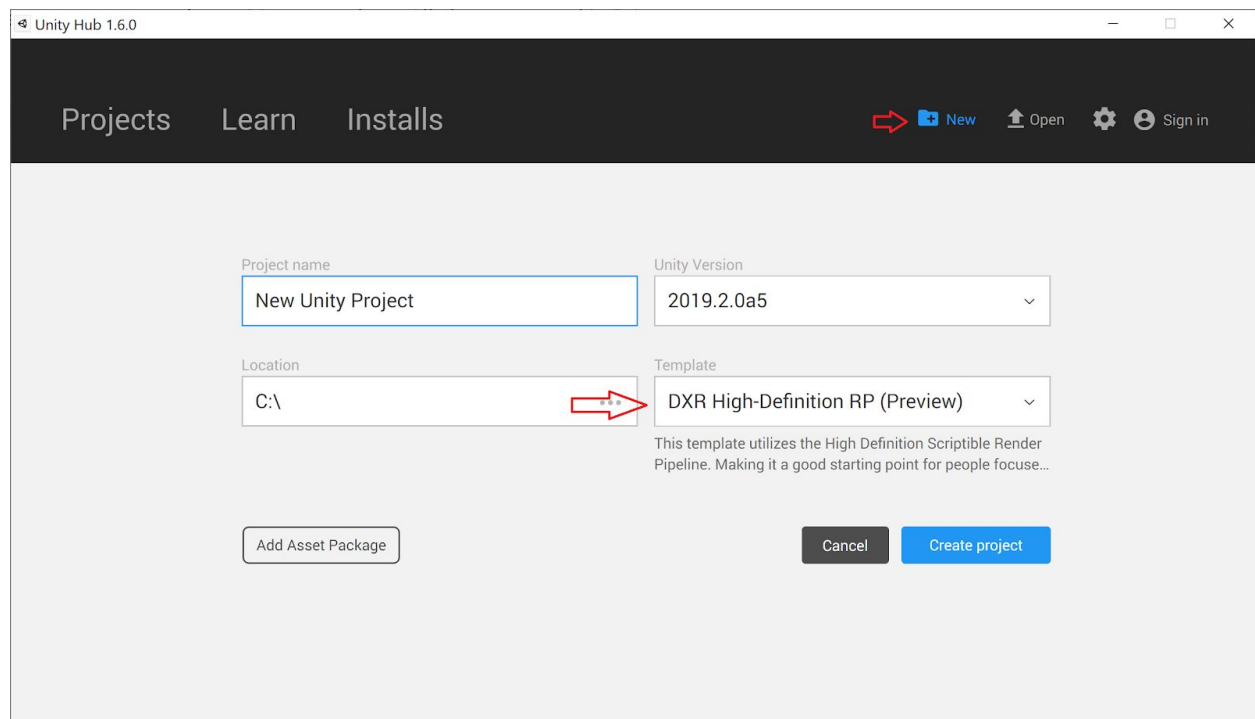 Unity Hub 1.6.0
Projects Learn Installs New Open Sign in
Project name
New Unity Project
Unity Version
2019.2.0a5
Location
C:\
Template
DXR High-Definition RP (Preview)
This template utilizes the High Definition Scriptible Render
Pipeline. Making it a good starting point for people focuse...
Add Asset Package
Cancel
Create project